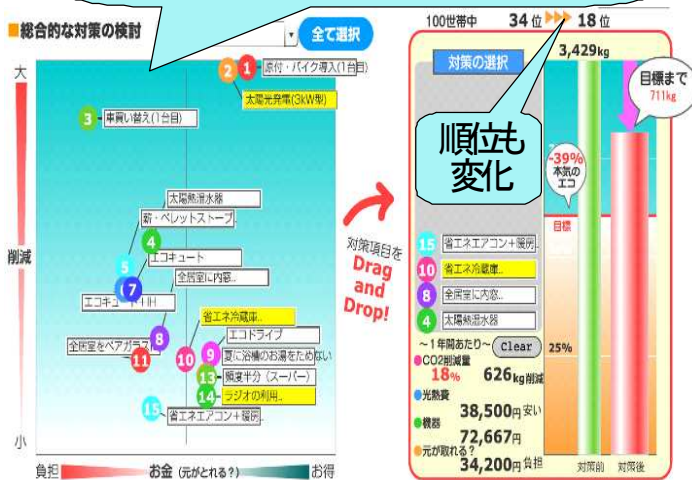 ■総合的な対策の検討
全て選択
大
削減
小
1 原付・バイク導入(1台目)
2
太陽光発電(3kW型)
3 車買い替え(1台目)
太陽熱温水器
薪・ペレットストーブ
4
エコキュート
5
7
全居室に内窓..
エコキュート+IH
省エネ冷蔵庫..
エコドライブ
8
全居室をペアガラス
9 夏に浴槽のお湯をためない
10
11
13 頻度半分（スーパー）
14 ラジオの利用..
15 省エネエアコン+暖房..
負担
お金（元がとれる？）
お得
対策項目を
Drag
and
Drop!
100世帯中 34位 18位
対策の選択
3,429kg
目標まで
711kg
順位も
変化
-39%
本気の
エコ
目標
25%
15 省エネエアコン+暖房..
10 省エネ冷蔵庫..
8 全居室に内窓..
4 太陽熱温水器
～1年間あたり～ Clear
●CO2削減量
18% 626kg削減
●光熱費
38,500円安い
●機器
72,667円
●元が取れる？
34,200円負担
対策前 対策後